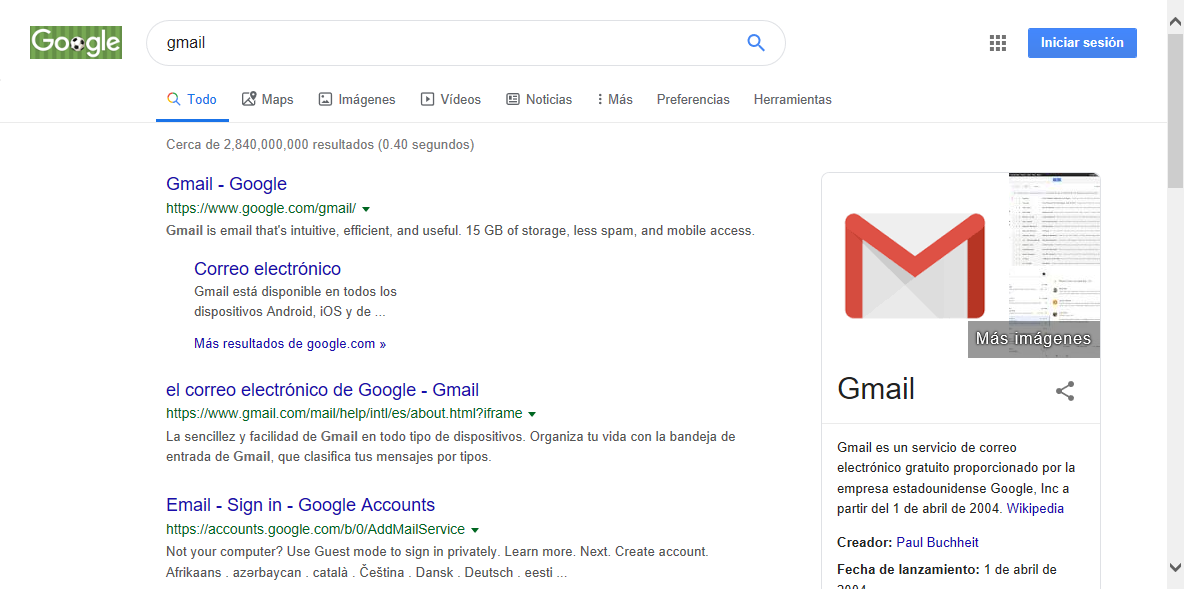 Google
gmail
Iniciar sesión
Todo
Maps
Imágenes
Vídeos
Noticias
Más
Preferencias
Herramientas
Cerca de 2,840,000,000 resultados (0.40 segundos)
Gmail - Google
https://www.google.com/gmail/
Gmail is email that's intuitive, efficient, and useful. 15 GB of storage, less spam, and mobile access.
Correo electrónico
Gmail está disponible en todos los
dispositivos Android, iOS y de ...
Más resultados de google.com »
el correo electrónico de Google - Gmail
https://www.gmail.com/mail/help/intl/es/about.html?iframe
La sencillez y facilidad de Gmail en todo tipo de dispositivos. Organiza tu vida con la bandeja de
entrada de Gmail, que clasifica tus mensajes por tipos.
Email - Sign in - Google Accounts
https://accounts.google.com/b/0/AddMailService
Not your computer? Use Guest mode to sign in privately. Learn more. Next. Create account.
Afrikaans . azərbaycan . català . Čeština . Dansk . Deutsch . eesti ...
Más imágenes
Gmail
Gmail es un servicio de correo
electrónico gratuito proporcionado por la
empresa estadounidense Google, Inc a
partir del 1 de abril de 2004. Wikipedia
Creador: Paul Buchheit
Fecha de lanzamiento: 1 de abril de
2004